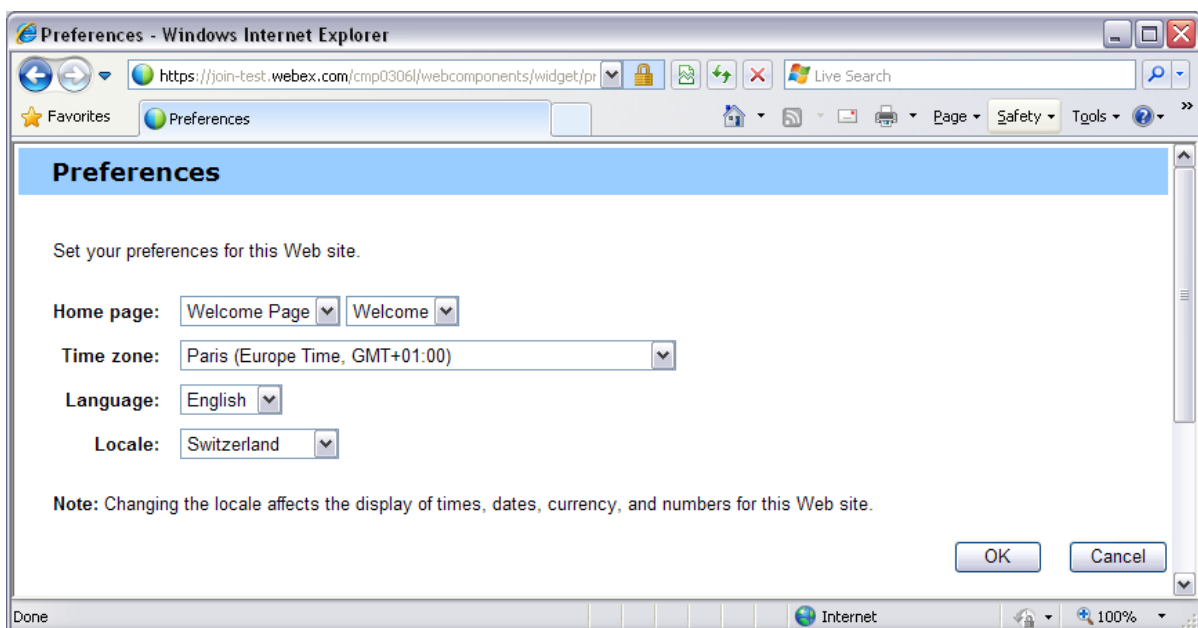 Preferences - Windows Internet Explorer
https://join-test.webex.com/cmp0306l/webcomponents/widget/pr
Live Search
Favorites
Preferences
Page
Safety
Tools
»
Preferences
Set your preferences for this Web site.
Home page: Welcome Page Welcome
Time zone: Paris (Europe Time, GMT+01:00)
Language: English
Locale: Switzerland
Note: Changing the locale affects the display of times, dates, currency, and numbers for this Web site.
OK Cancel
Done Internet 100%